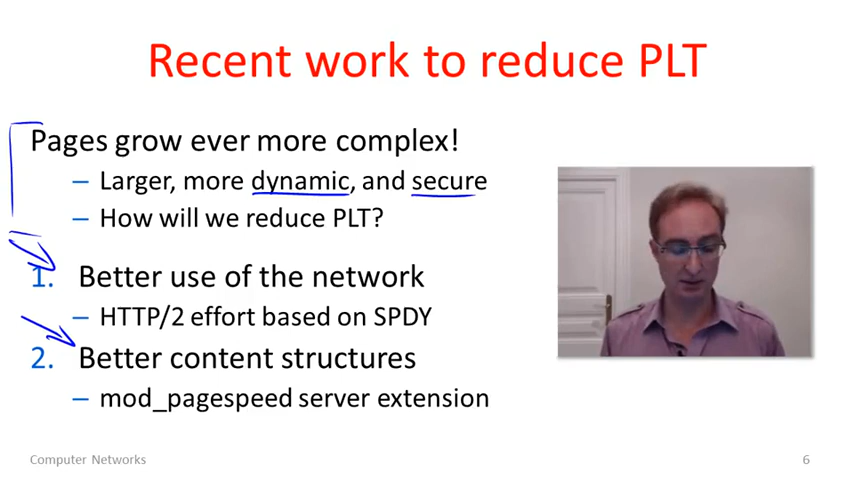 Recent work to reduce PLT
Pages grow ever more complex!
– Larger, more dynamic, and secure
– How will we reduce PLT?
1. Better use of the network
– HTTP/2 effort based on SPDY
2. Better content structures
– mod_pagespeed server extension
Computer Networks
6